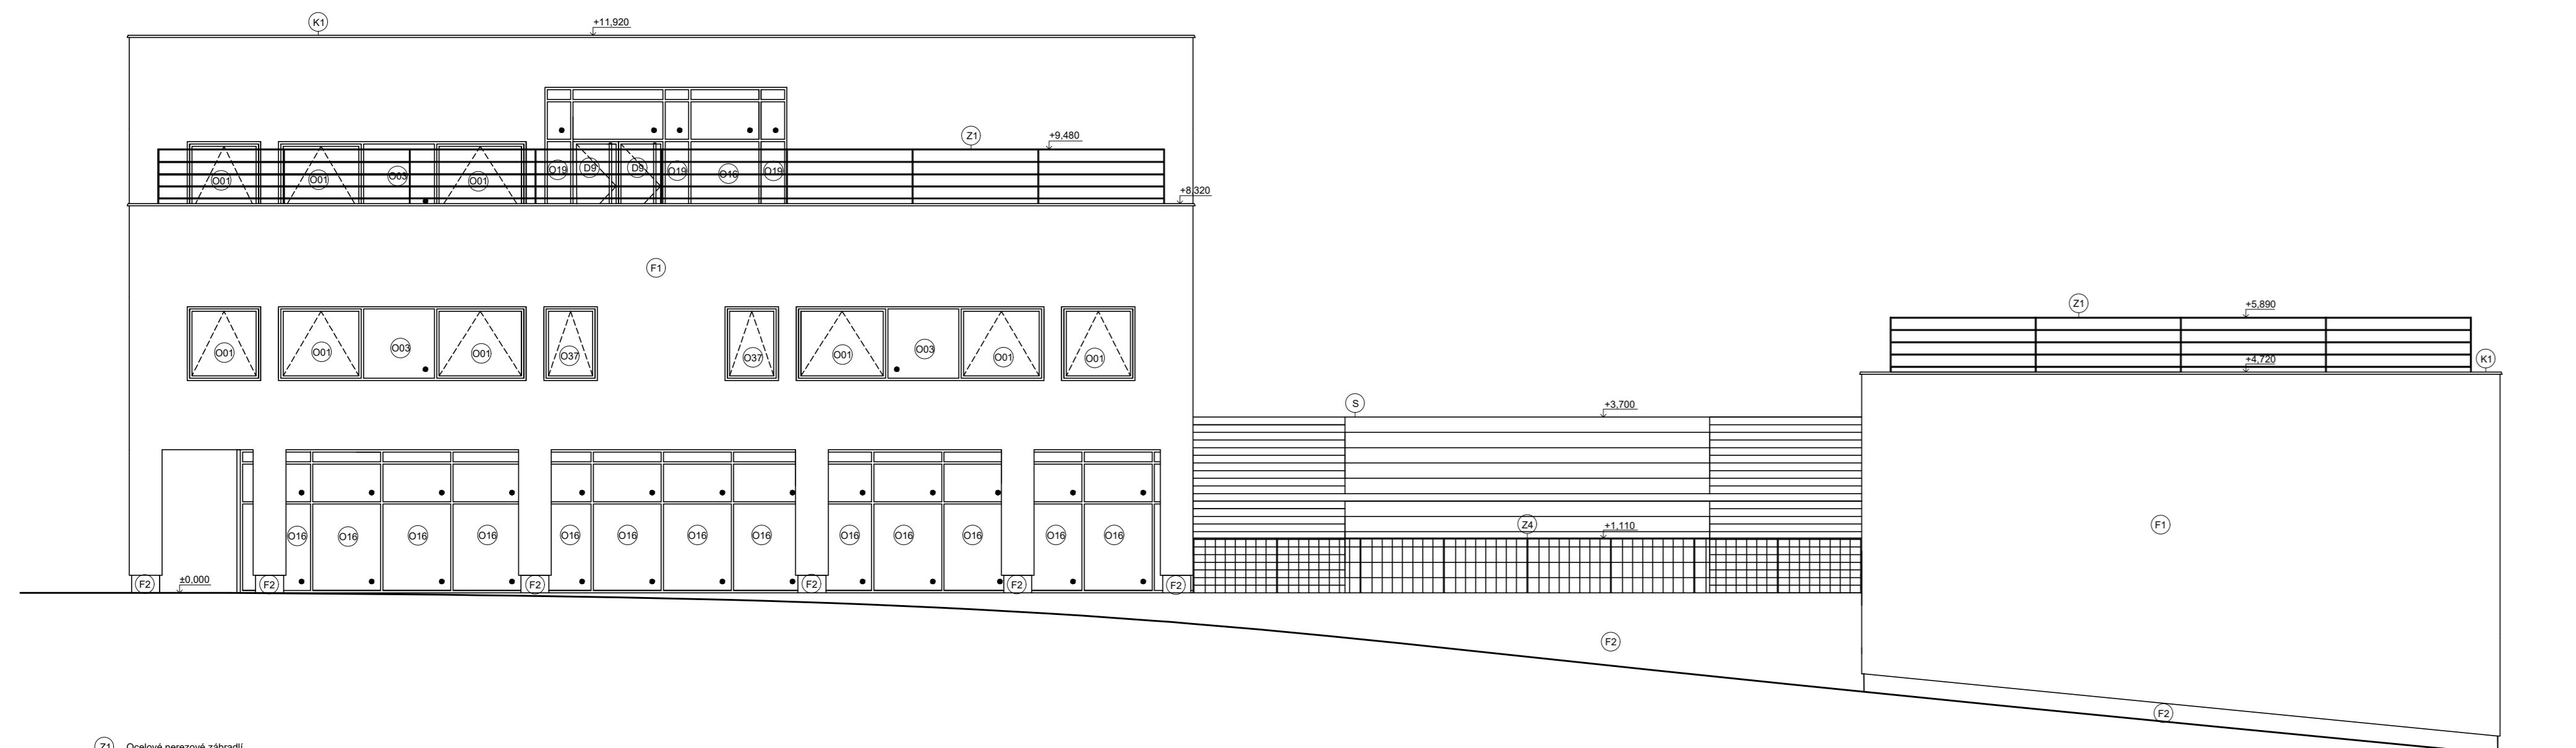 K1
+11,920
Z1
+9,480
O19
D9
D9
O19
O16
O19
O01
O01
O03
O01
+8,320
F1
Z1
+5,890
O01
O01
O03
O01
O37
O37
O01
O03
O01
O01
+4,720
K1
S
+3,700
Z4
+1,110
F1
O16
O16
O16
O16
O16
O16
O16
O16
O16
O16
O16
O16
O16
±0,000
F2
F2
F2
F2
F2
F2
F2
F2
Z1 Ocelové nerezové zábradlí